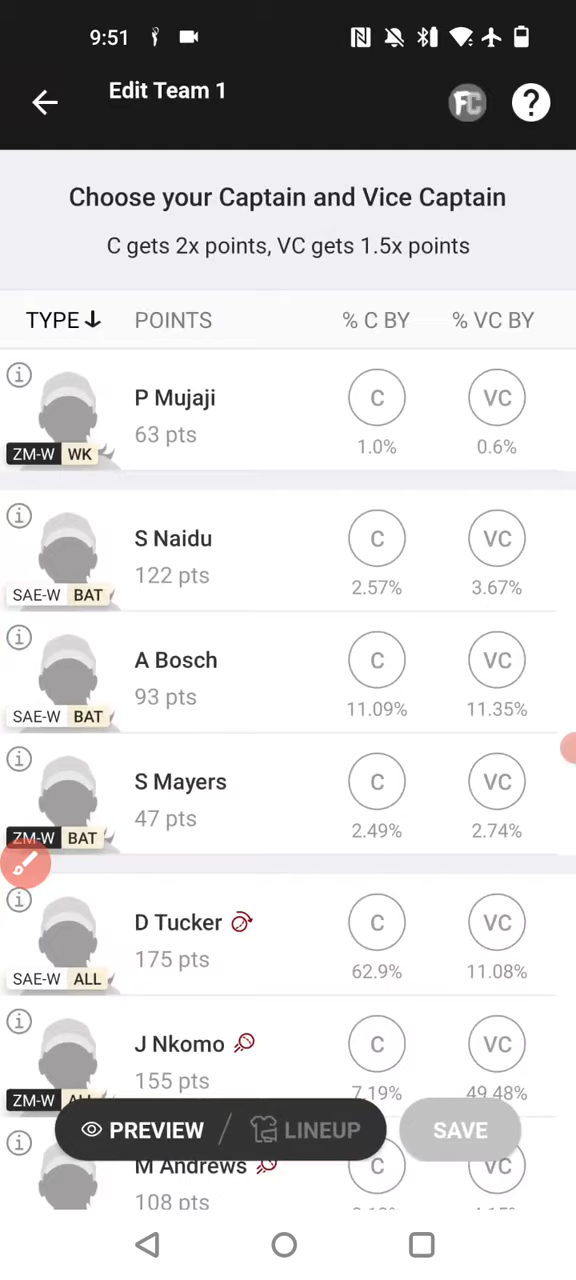 9:51
Edit Team 1
FC
?
Choose your Captain and Vice Captain
C gets 2x points, VC gets 1.5x points
TYPE POINTS % C BY % VC BY
P Mujaji C VC
63 pts 1.0% 0.6%
ZM-W WK
S Naidu C VC
122 pts 2.57% 3.67%
SAE-W BAT
A Bosch C VC
93 pts 11.09% 11.35%
SAE-W BAT
S Mayers C VC
47 pts 2.49% 2.74%
ZM-W BAT
D Tucker C VC
175 pts 62.9% 11.08%
SAE-W ALL
J Nkomo C VC
155 pts 7.19% 49.48%
ZM-W ALL
PREVIEW / LINEUP SAVE
M Andrews C VC
108 pts